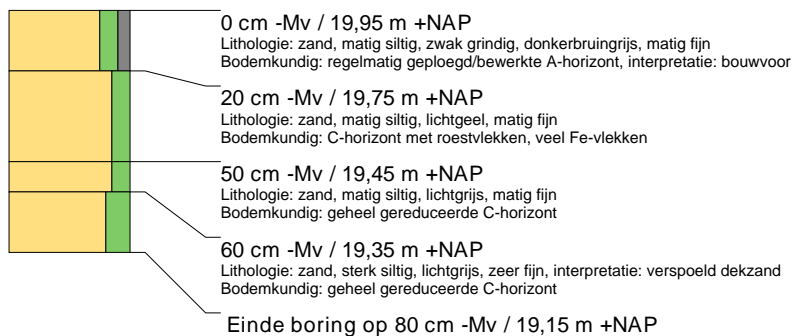 0 cm -Mv / 19,95 m +NAP
Lithologie: zand, matig siltig, zwak grindig, donkerbruingrijs, matig fijn
Bodemkundig: regelmatig geploegd/bewerkte A-horizont, interpretatie: bouwvoor
20 cm -Mv / 19,75 m +NAP
Lithologie: zand, matig siltig, lichtgeel, matig fijn
Bodemkundig: C-horizont met roestvlekken, veel Fe-vlekken
50 cm -Mv / 19,45 m +NAP
Lithologie: zand, matig siltig, lichtgrijs, matig fijn
Bodemkundig: geheel gereduceerde C-horizont
60 cm -Mv / 19,35 m +NAP
Lithologie: zand, sterk siltig, lichtgrijs, zeer fijn, interpretatie: verspoeld dekzand
Bodemkundig: geheel gereduceerde C-horizont
Einde boring op 80 cm -Mv / 19,15 m +NAP